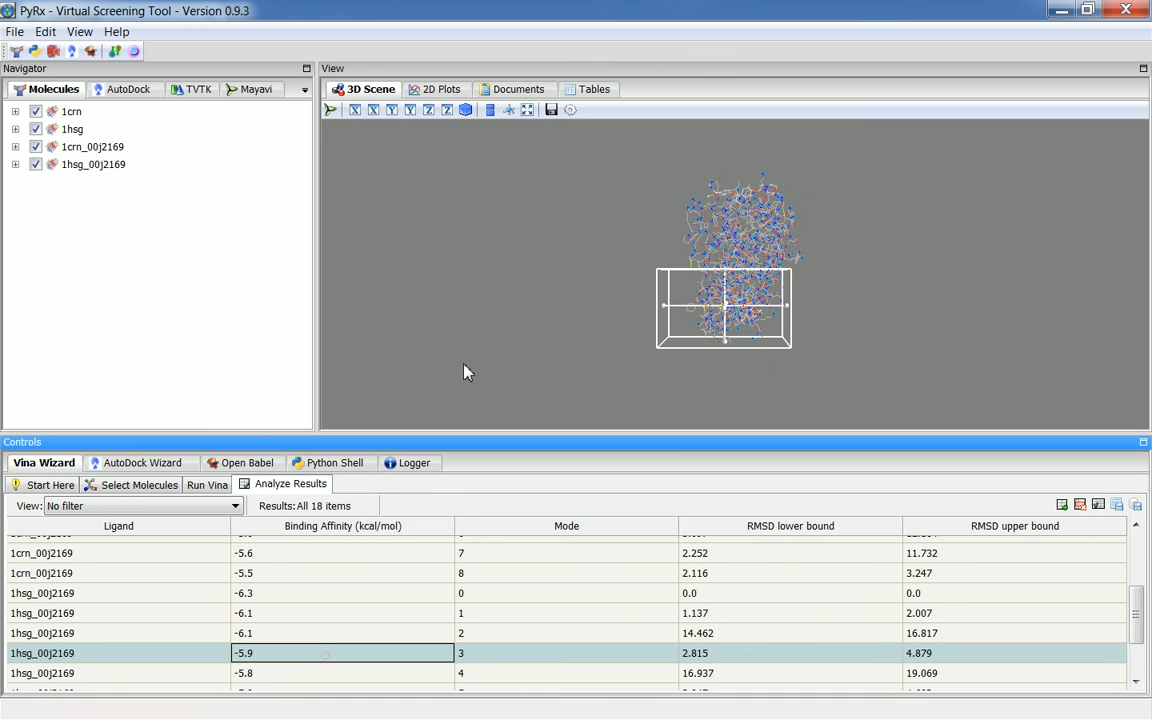 PyRx - Virtual Screening Tool - Version 0.9.3
File Edit View Help
Navigator
View
Molecules AutoDock TVTK Mayavi
3D Scene 2D Plots Documents Tables
1crn
1hsg
1crn_00j2169
1hsg_00j2169
Controls
Vina Wizard AutoDock Wizard Open Babel Python Shell Logger
Start Here Select Molecules Run Vina Analyze Results
View: No filter Results:All 18 items
Ligand Binding Affinity (kcal/mol) Mode RMSD lower bound RMSD upper bound
1crn_00j2169 -5.6 7 2.252 11.732
1crn_00j2169 -5.5 8 2.116 3.247
1hsg_00j2169 -6.3 0 0.0 0.0
1hsg_00j2169 -6.1 1 1.137 2.007
1hsg_00j2169 -6.1 2 14.462 16.817
1hsg_00j2169 -5.9 3 2.815 4.879
1hsg_00j2169 -5.8 4 16.937 19.069